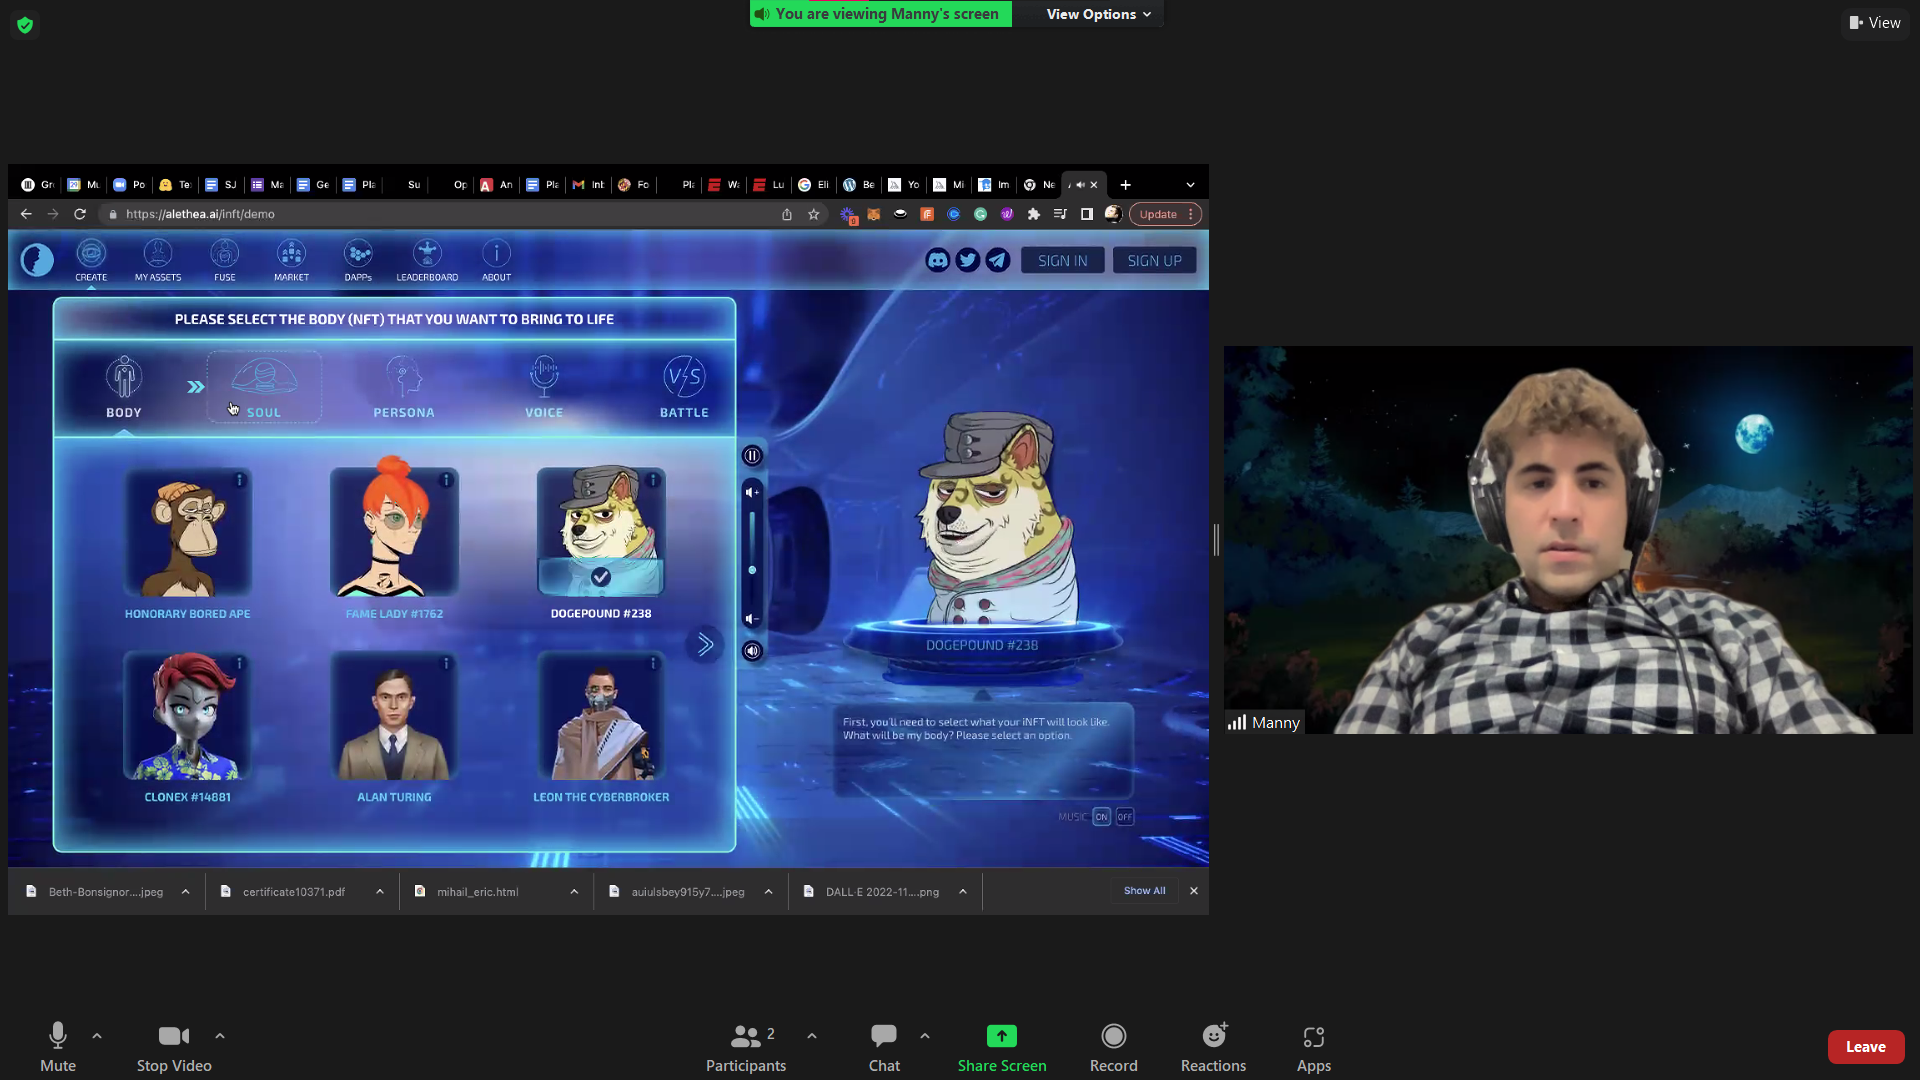 You are viewing Manny's screen
View Options
View
Gr
Mu
Po
Te
SJ
Ma
Ge
Pla
Su
Op
An
Pla
Int
Fo
Pla
Wa
Lu
Eli
Be
Yo
Mi
Im
Ne
https://alethea.ai/inft/demo
Update
CREATE
MY ASSETS
FUSE
MARKET
DAPPs
LEADERBOARD
ABOUT
SIGN IN
SIGN UP
PLEASE SELECT THE BODY (NFT) THAT YOU WANT TO BRING TO LIFE
BODY
SOUL
PERSONA
VOICE
V/S
BATTLE
HONORARY BORED APE
FAME LADY #1762
DOGEPOUND #238
CLONEX #14881
ALAN TURING
LEON THE CYBERBROKER
DOGEPOUND #238
First, you'll need to select what your iNFT will look like.
What will be my body? Please select an option.
MUSIC ON OFF
Beth-Bonsignor....jpeg
certificate10371.pdf
mihail_eric.html
auiulsbey915y7....jpeg
DALL·E 2022-11....png
Show All
Manny
Mute
Stop Video
2
Participants
Chat
Share Screen
Record
Reactions
Apps
Leave